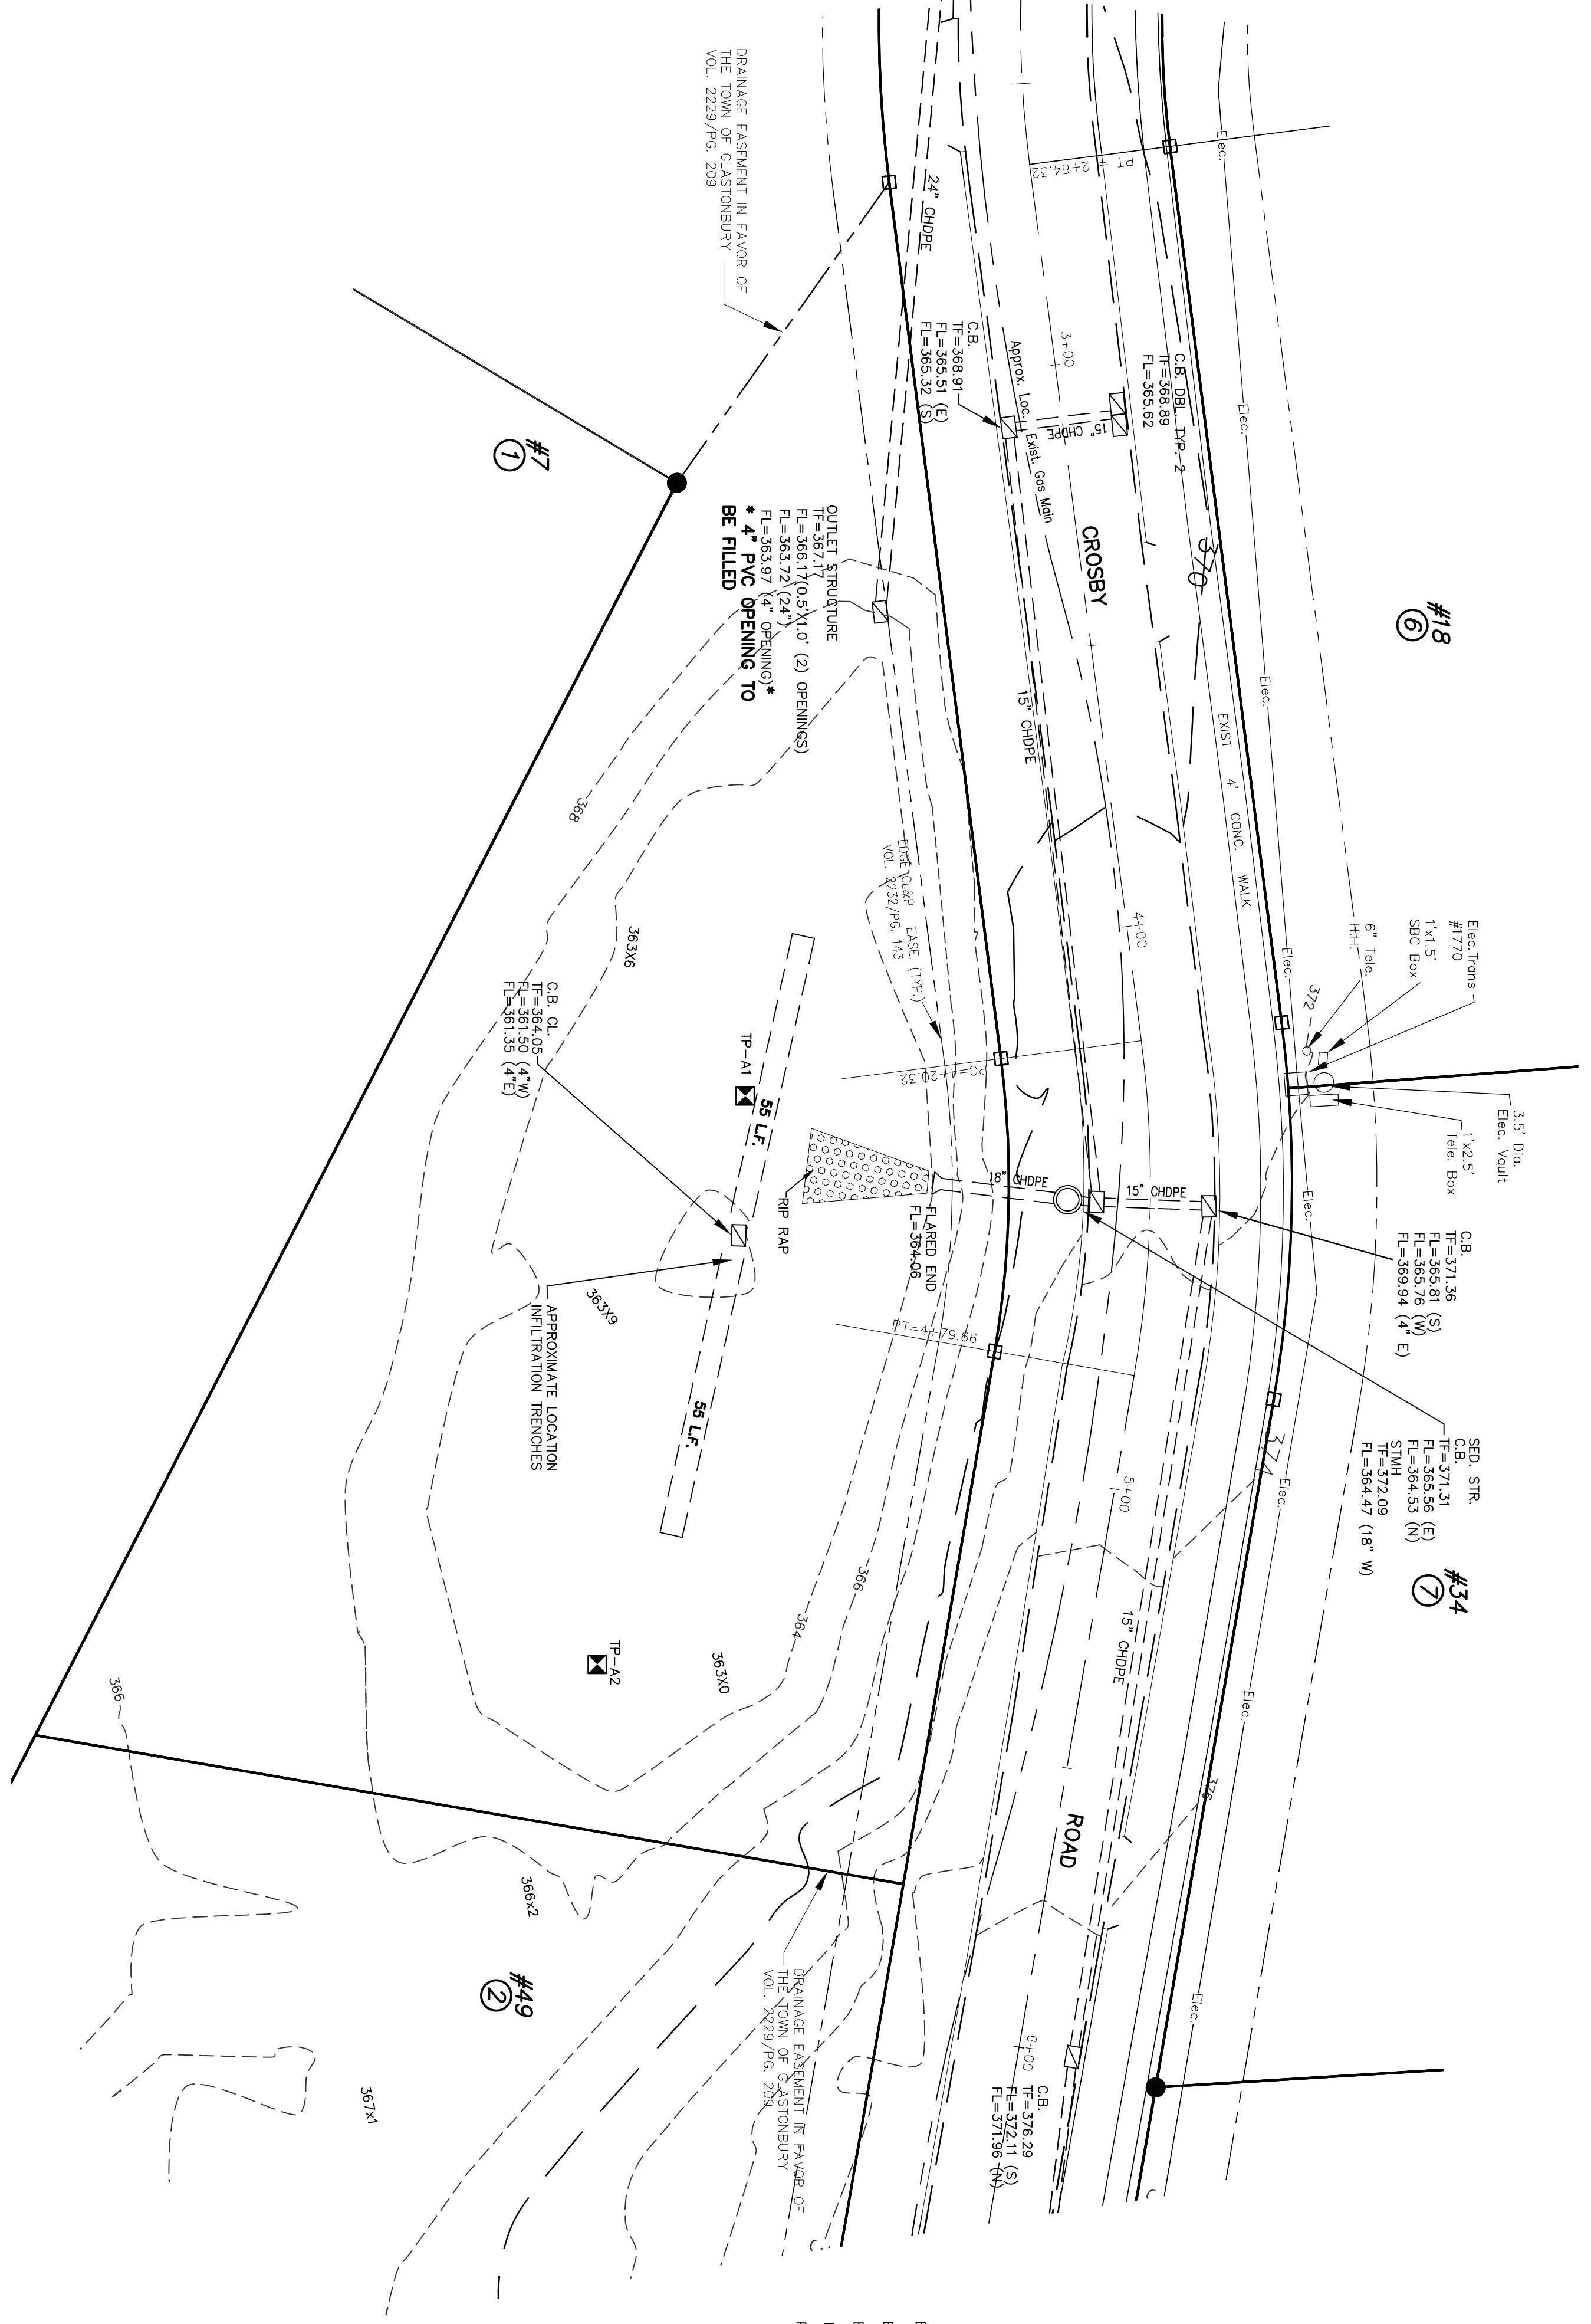 DRAINAGE EASEMENT IN FAVOR OF
THE TOWN OF GLASTONBURY
VOL. 2229/PG. 209
24" CHDPE
PT = 2+64.32
Elec.
3+00
C.B. DBL. TYP. 2
TF=368.89
FL=365.62
C.B.
TF=368.91
FL=365.51 (E)
FL=365.32 (S)
15" CHDPE
Approx. Loc. Exist. Gas Main
Elec.
#7
1
CROSBY
370
#18
6
OUTLET STRUCTURE
TF=367.17
FL=366.17(0.5'X1.0' (2) OPENINGS)
FL=363.72 (24")
FL=363.97 (4" OPENING)*
* 4" PVC OPENING TO
BE FILLED
15" CHDPE
Elec.
EXIST 4' CONC. WALK
368
EDGE CL&P EASE. (TYP.)
VOL. 2232/PG. 143
4+00
363X6
Elec.
Elec.Trans
#1770
1'x1.5'
SBC Box
6" Tele.
H.H.
372
C.B. CL.
TF=364.05
FL=361.50 (4"W)
FL=361.35 (4"E)
TP-A1
55 L.F.
PC=4+20.32
3.5' Dia.
Elec. Vault
1'x2.5'
Tele. Box
18" CHDPE
15" CHDPE
Elec.
RIP RAP
FLARED END
FL=364.06
C.B.
TF=371.36
FL=365.81 (S)
FL=365.76 (W)
FL=369.94 (4" E)
363X9
APPROXIMATE LOCATION
INFILTRATION TRENCHES
PT=4+79.66
55 L.F.
SED. STR.
C.B.
TF=371.31
FL=365.56 (E)
FL=364.53 (N)
STMH
TF=372.09
FL=364.47 (18" W)
374
Elec.
5+00
#34
7
366
364
15" CHDPE
TP-A2
363X0
366
Elec.
376
ROAD
366x2
#49
2
DRAINAGE EASEMENT IN FAVOR OF
THE TOWN OF GLASTONBURY
VOL. 2229/PG. 209
Elec.
6+00
C.B.
TF=376.29
FL=372.11 (S)
FL=371.96 (N)
367x1